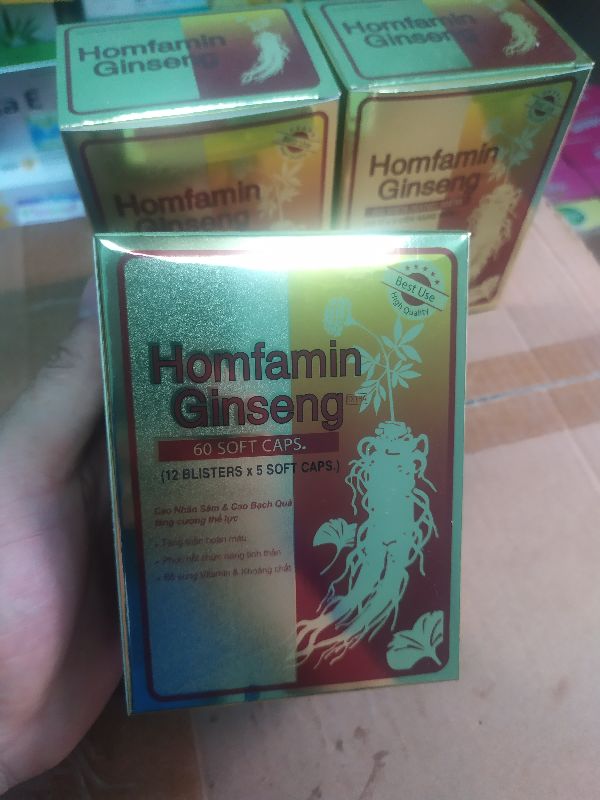 Homfamin
Ginseng
Homfamin
Ginseng
Homfamin
Ginseng
Homfamin
Ginseng
Best Use
High Quality
Homfamin
Ginseng
60 SOFT CAPS.
(12 BLISTERS x 5 SOFT CAPS.)
Cao Nhân Sâm & Cao Bạch Quả
tăng cường thể lực
Tăng tuần hoàn máu
Phục hồi chức năng tinh thần
Bổ sung Vitamin & Khoáng chất